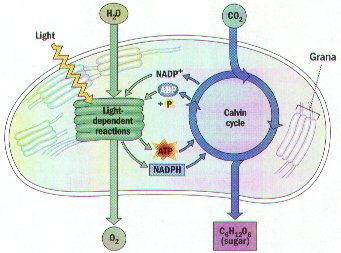 H₂O
CO₂
Light
Grana
NADP⁺
ADP
+ P
Light-
dependent
reactions
Calvin
cycle
ATP
NADPH
O₂
C₆H₁₂O₆
(sugar)